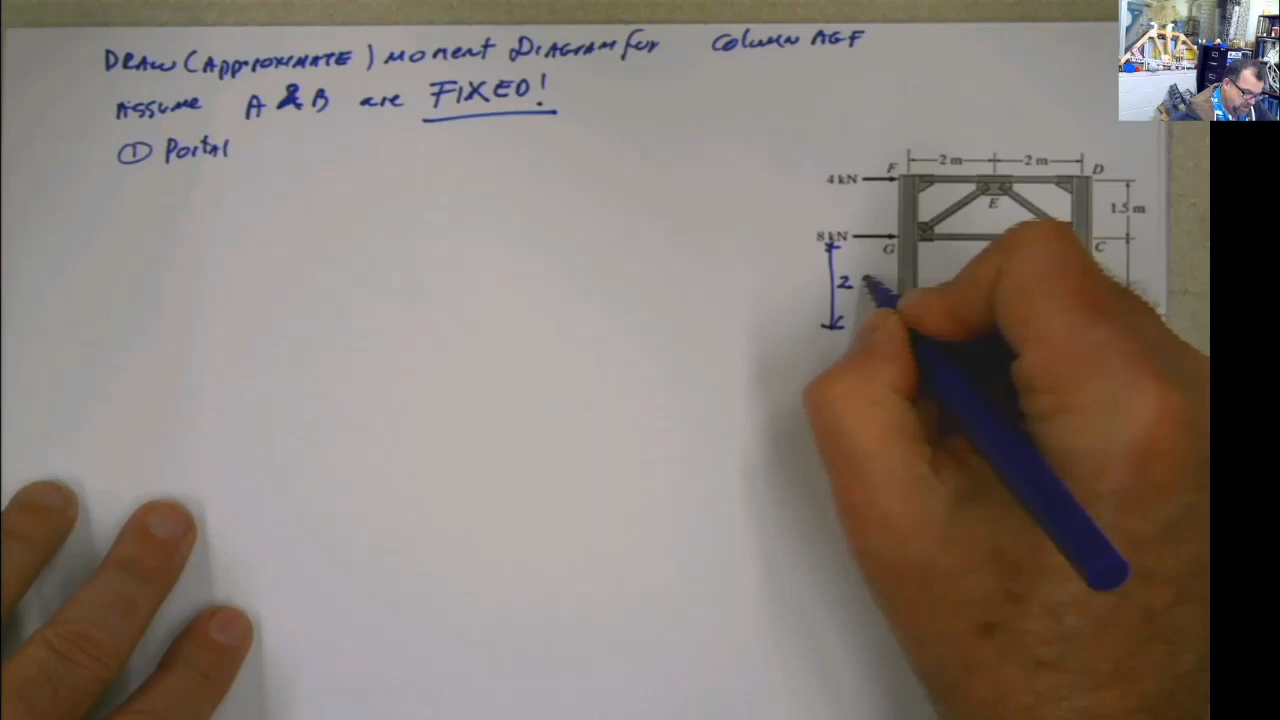 DRAW (APPROXIMATE) MOMENT DIAGRAM for COLUMN AGF
ASSUME A & B are FIXED!
① Portal
2 m 2 m
F D
4 kN
E 1.5 m
8 kN
G C
2